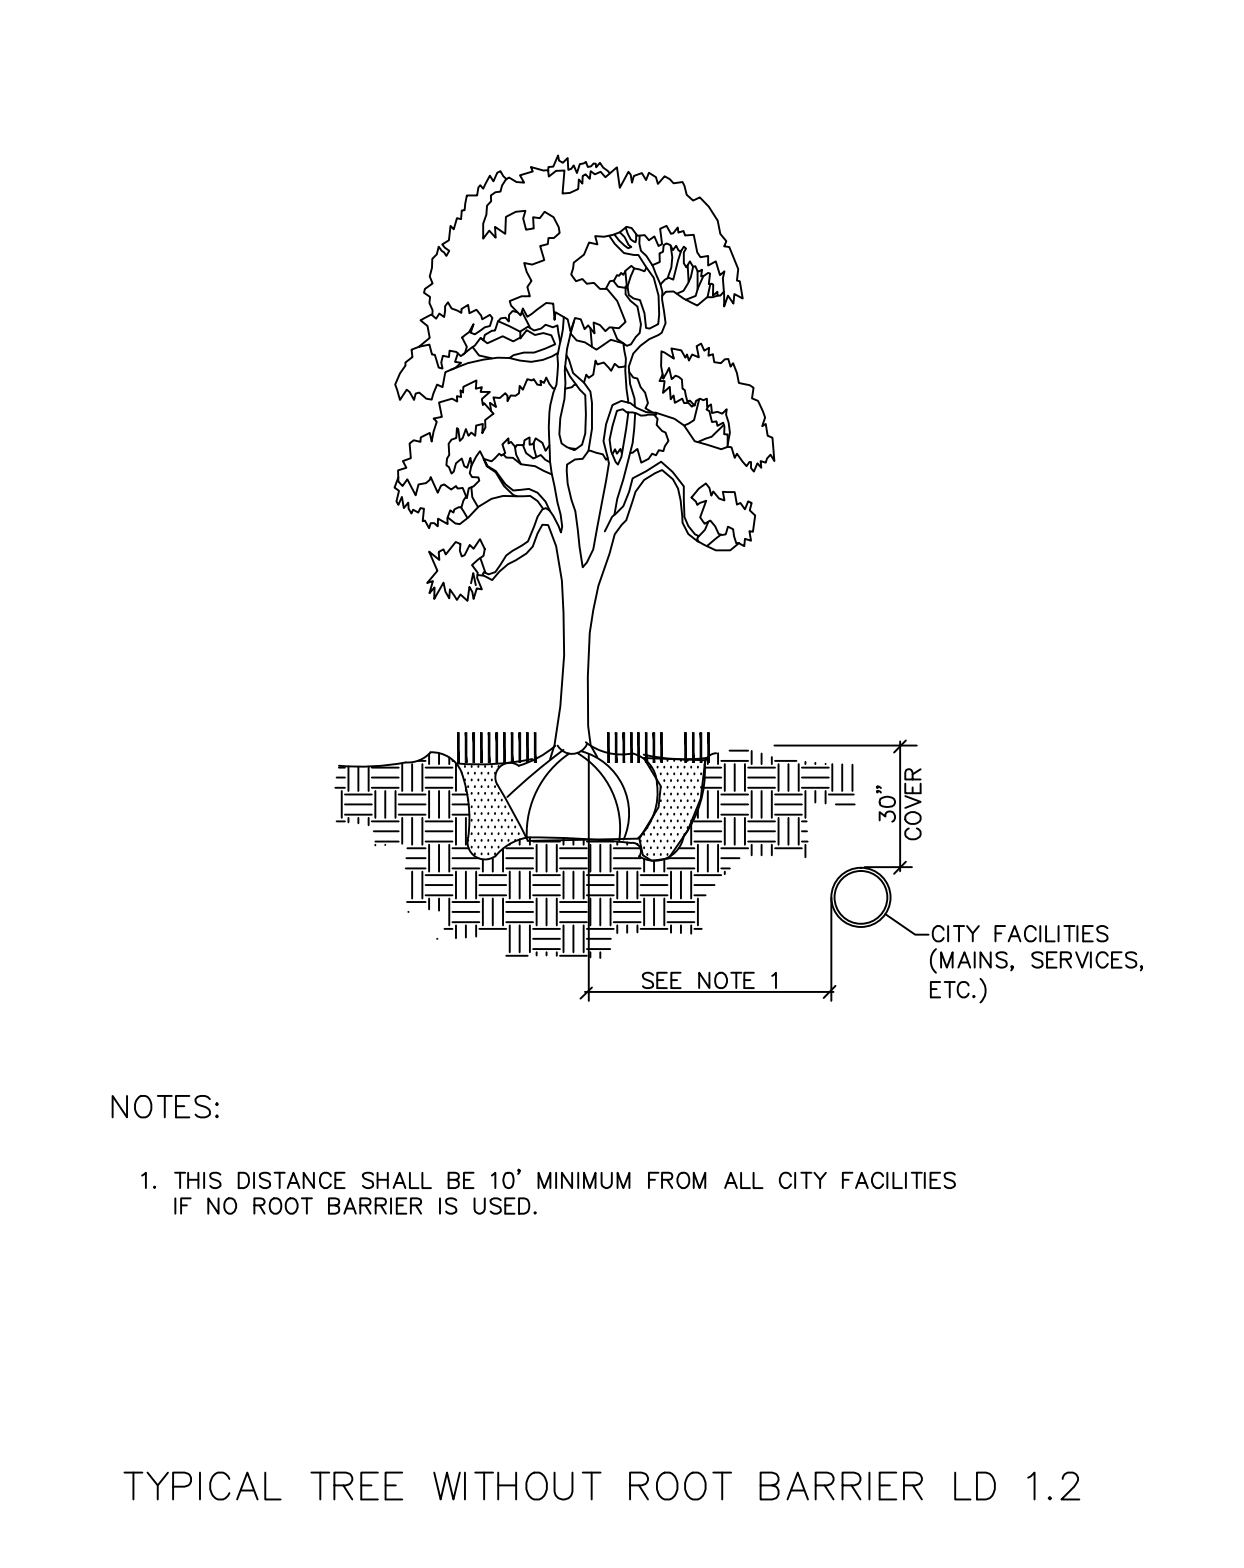 30"
COVER
CITY FACILITIES
(MAINS, SERVICES,
ETC.)
SEE NOTE 1
NOTES:
1. THIS DISTANCE SHALL BE 10' MINIMUM FROM ALL CITY FACILITIES
IF NO ROOT BARRIER IS USED.
TYPICAL TREE WITHOUT ROOT BARRIER LD 1.2